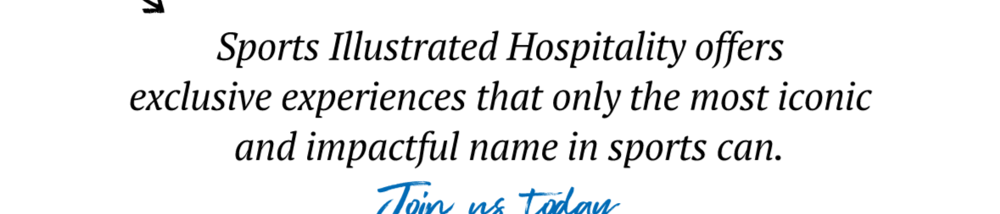 Sports Illustrated Hospitality offers
exclusive experiences that only the most iconic
and impactful name in sports can.
Join us today